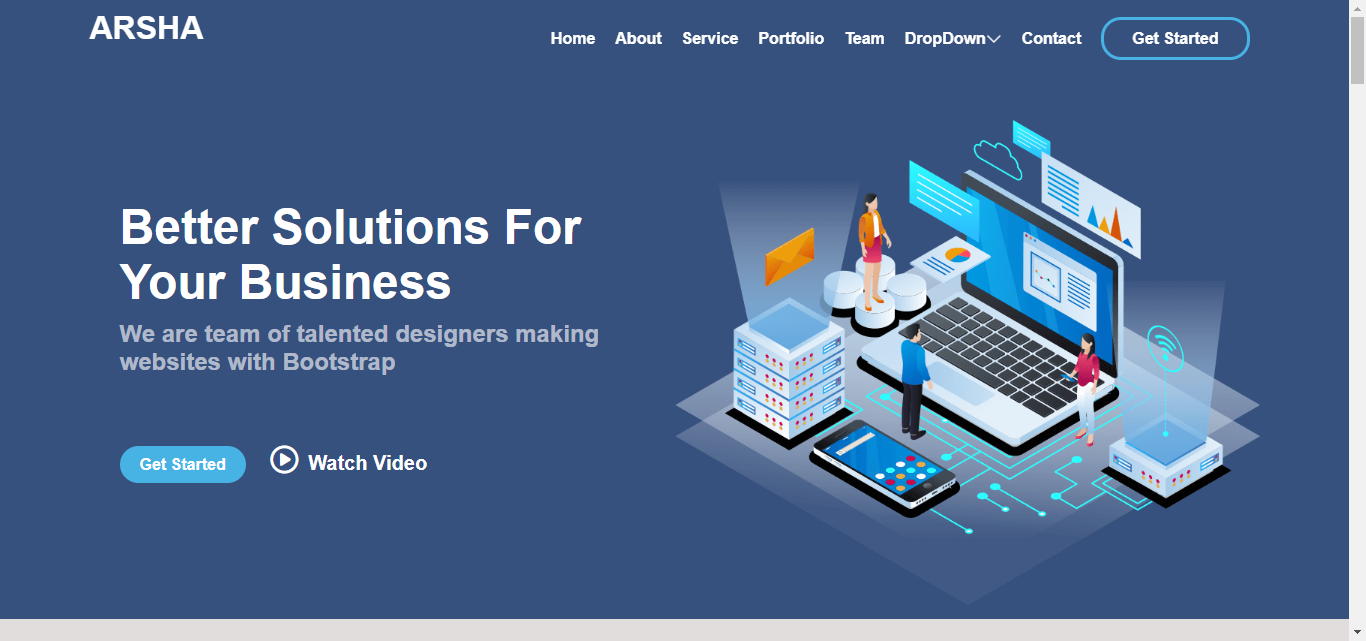 ARSHA
Home About Service Portfolio Team DropDown Contact Get Started
Better Solutions For
Your Business
We are team of talented designers making
websites with Bootstrap
Get Started Watch Video